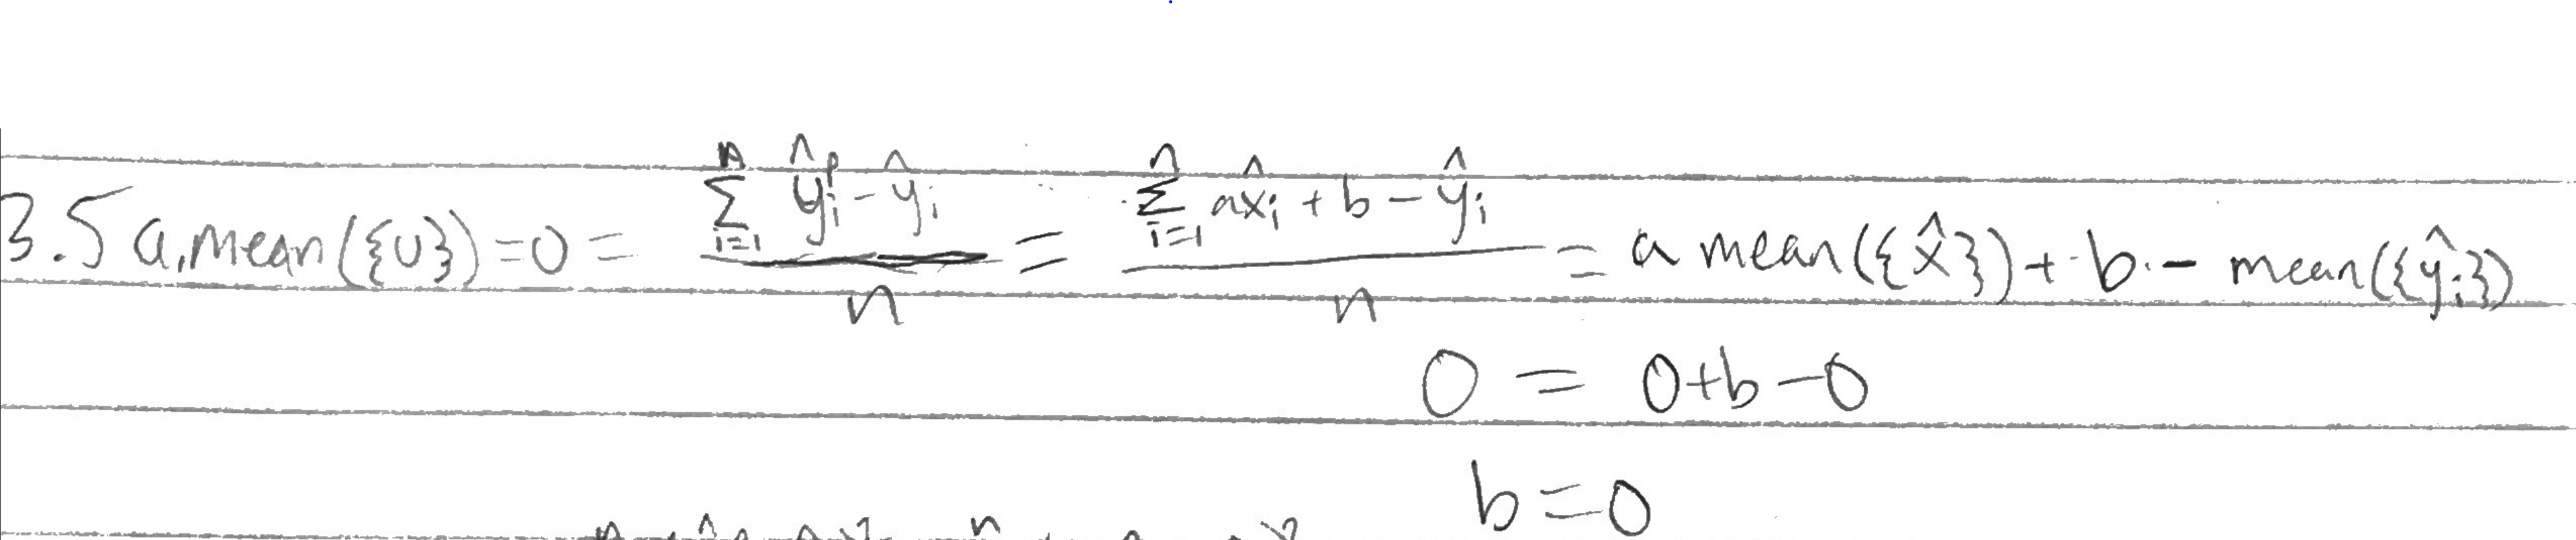 3.5 a. mean({u}) = 0 = \frac{\sum_{i=1}^{n} \hat{y}_i^p - \hat{y}_i}{n} = \frac{\sum_{i=1}^{n} a\hat{x}_i + b - \hat{y}_i}{n} = a mean({\hat{x}}) + b - mean({\hat{y}_i})
0 = 0+b-0
b=0